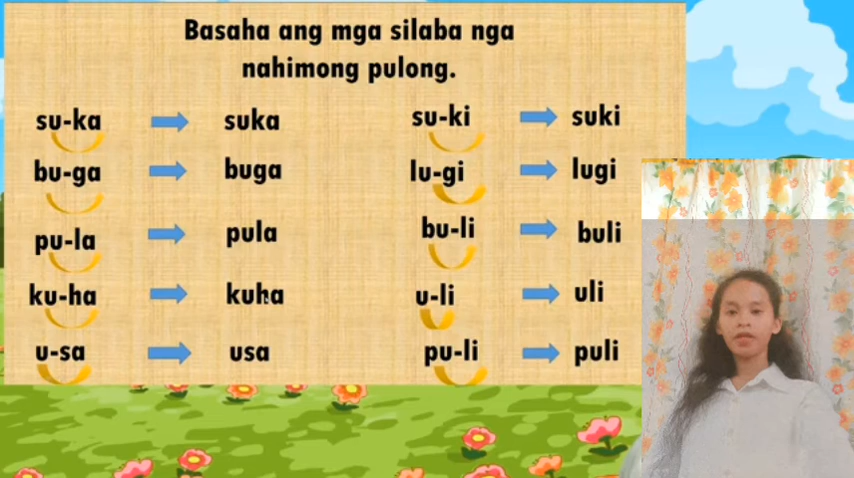 Basaha ang mga silaba nga
nahimong pulong.
su-ka suka
bu-ga buga
pu-la pula
ku-ha kuha
u-sa usa
su-ki suki
lu-gi lugi
bu-li buli
u-li uli
pu-li puli